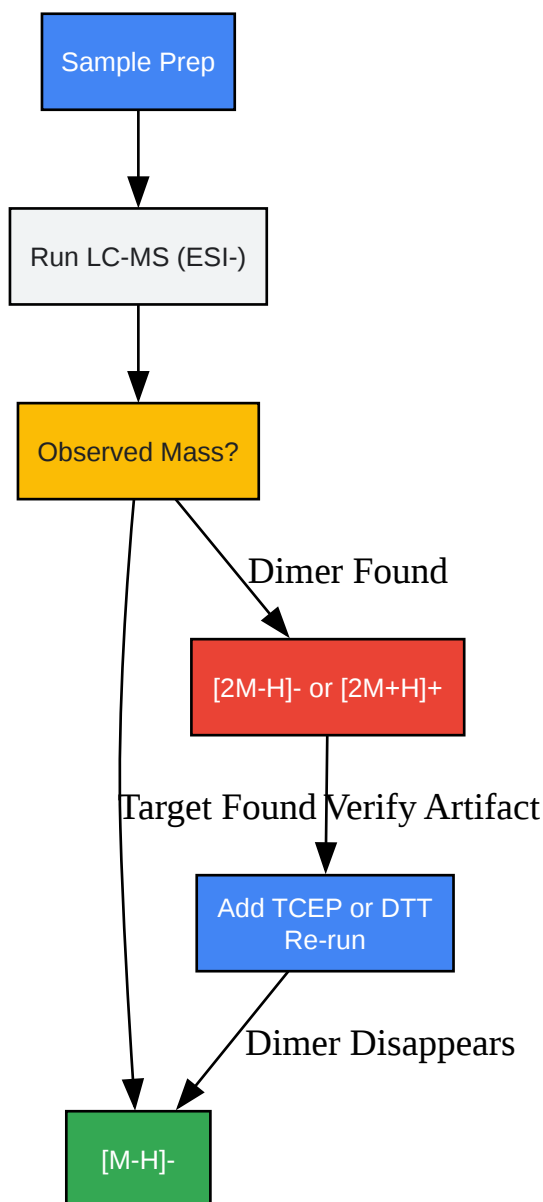 Sample Prep
Run LC-MS (ESI-)
Observed Mass?
Dimer Found
[2M-H]- or [2M+H]+
Target Found
Verify Artifact
Add TCEP or DTT
Re-run
Dimer Disappears
[M-H]-